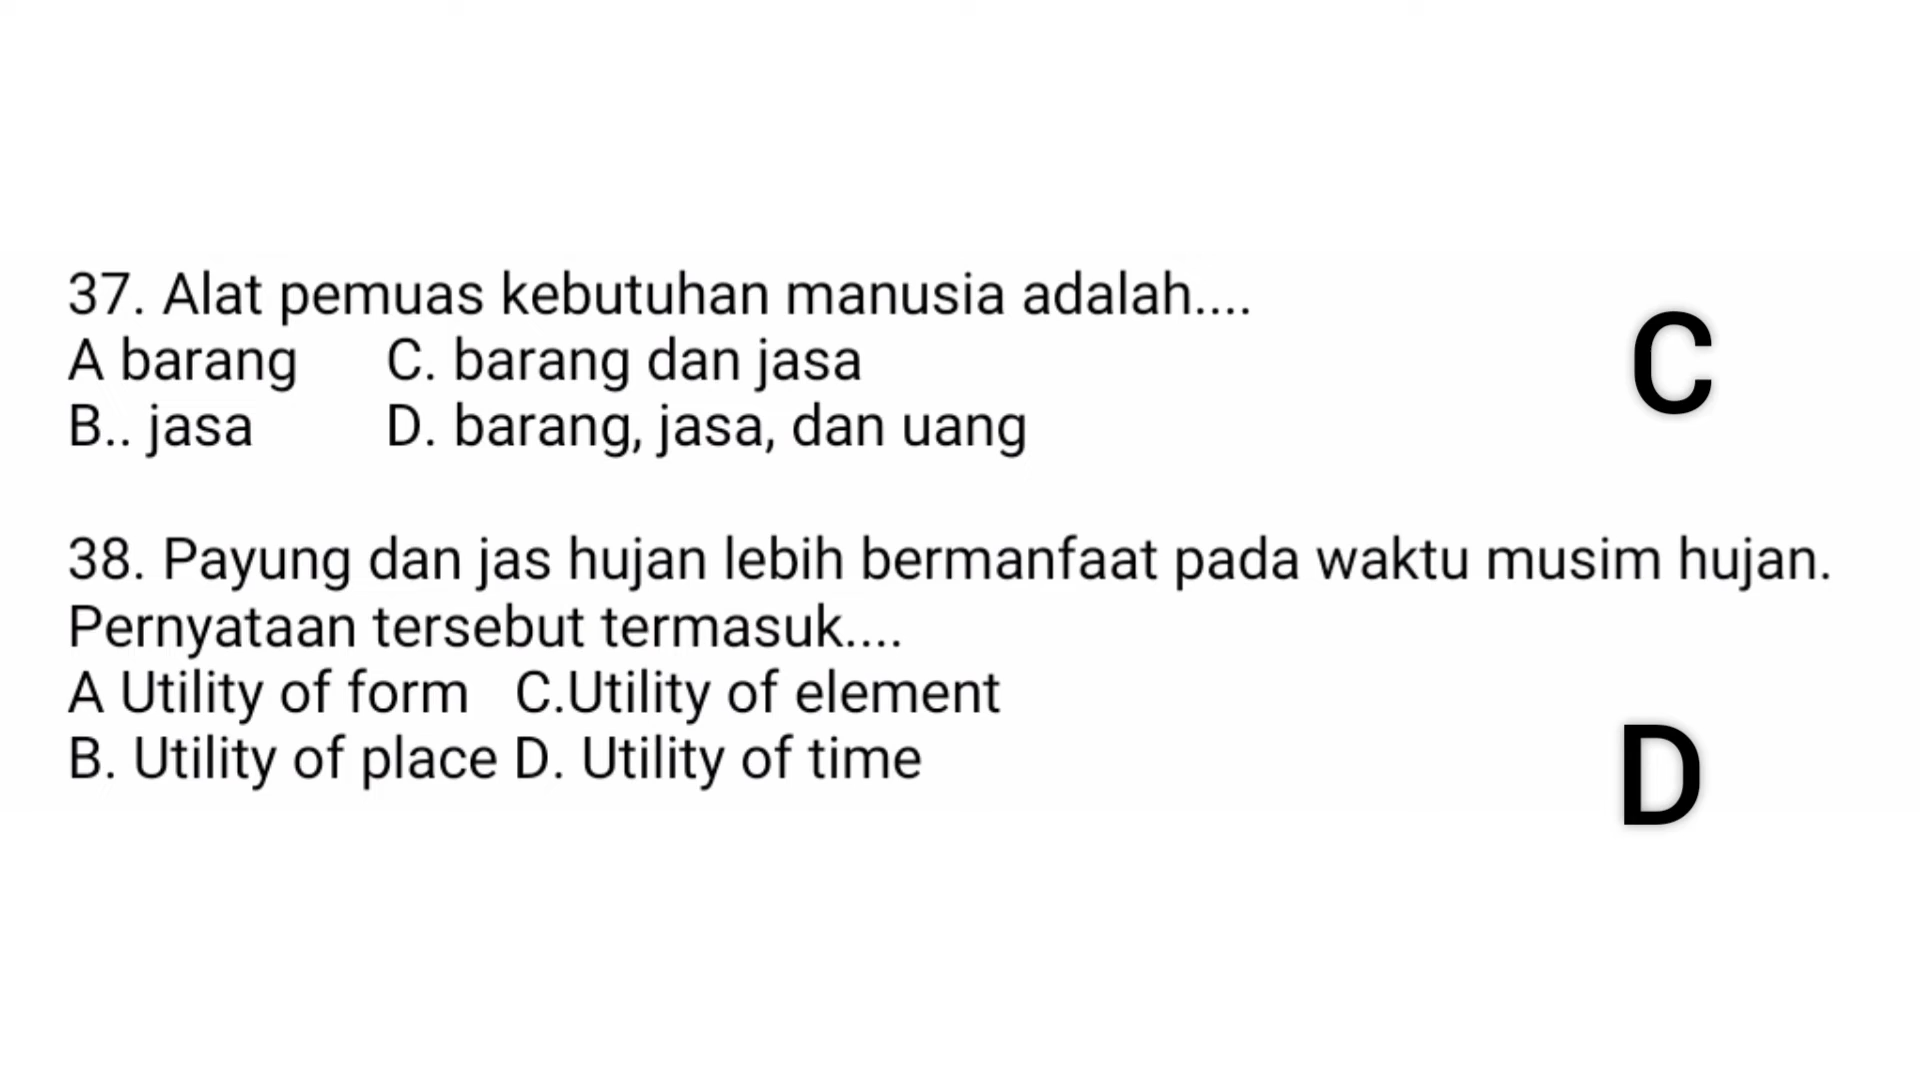 37. Alat pemuas kebutuhan manusia adalah....
A barang C. barang dan jasa
B.. jasa D. barang, jasa, dan uang
C
38. Payung dan jas hujan lebih bermanfaat pada waktu musim hujan.
Pernyataan tersebut termasuk....
A Utility of form C.Utility of element
B. Utility of place D. Utility of time
D